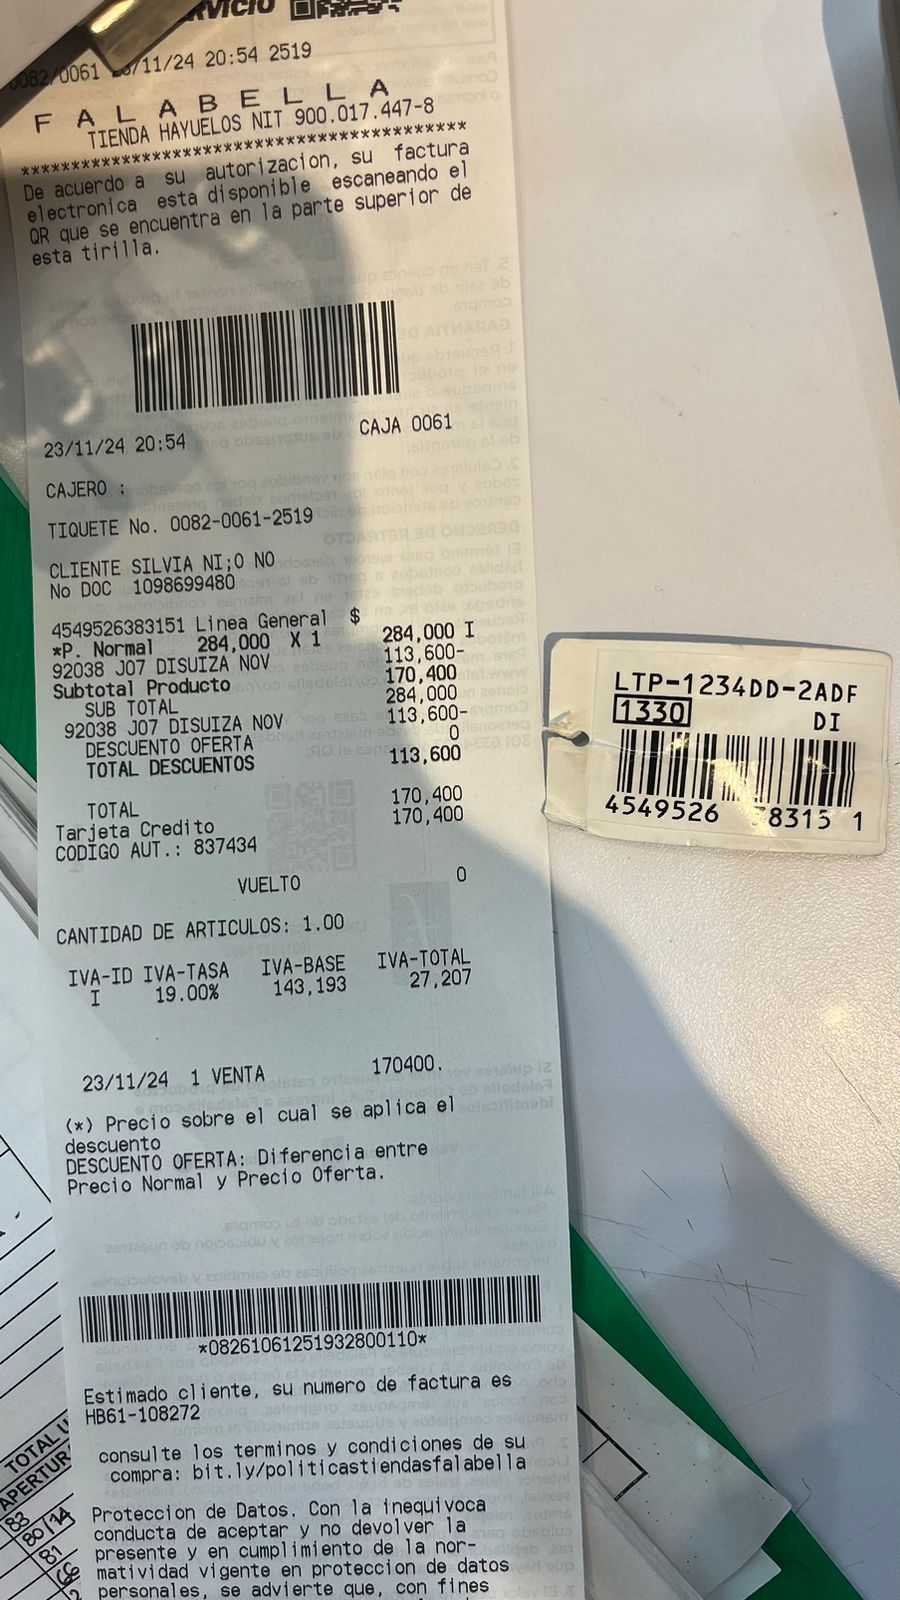 0082/0061 23/11/24 20:54 2519
F A L A B E L L A
TIENDA HAYUELOS NIT 900.017.447-8
********************************************
De acuerdo a su autorizacion, su factura
electronica esta disponible escaneando el
QR que se encuentra en la parte superior de
esta tirilla.
23/11/24 20:54 CAJA 0061
CAJERO :
TIQUETE No. 0082-0061-2519
CLIENTE SILVIA NI;O NO
No DOC 1098699480
4549526383151 Linea General $
*P. Normal 284,000 X 1 284,000 I
92038 J07 DISUIZA NOV 113,600-
Subtotal Producto 170,400
SUB TOTAL 284,000
92038 J07 DISUIZA NOV 113,600-
DESCUENTO OFERTA 0
TOTAL DESCUENTOS 113,600
TOTAL 170,400
Tarjeta Credito 170,400
CODIGO AUT.: 837434
VUELTO 0
CANTIDAD DE ARTICULOS: 1.00
IVA-ID IVA-TASA IVA-BASE IVA-TOTAL
I 19.00% 143,193 27,207
23/11/24 1 VENTA 170400.
(*) Precio sobre el cual se aplica el
descuento
DESCUENTO OFERTA: Diferencia entre
Precio Normal y Precio Oferta.
*08261061251932800110*
Estimado cliente, su numero de factura es
HB61-108272
consulte los terminos y condiciones de su
compra: bit.ly/politicastiendasfalabella
Proteccion de Datos. Con la inequivoca
conducta de aceptar y no devolver la
presente y en cumplimiento de la nor-
matividad vigente en proteccion de datos
personales, se advierte que, con fines
LTP-1234DD-2ADF
1330 DI
4549526 8315 1
TOTAL
APERTUR
83
80/14
81